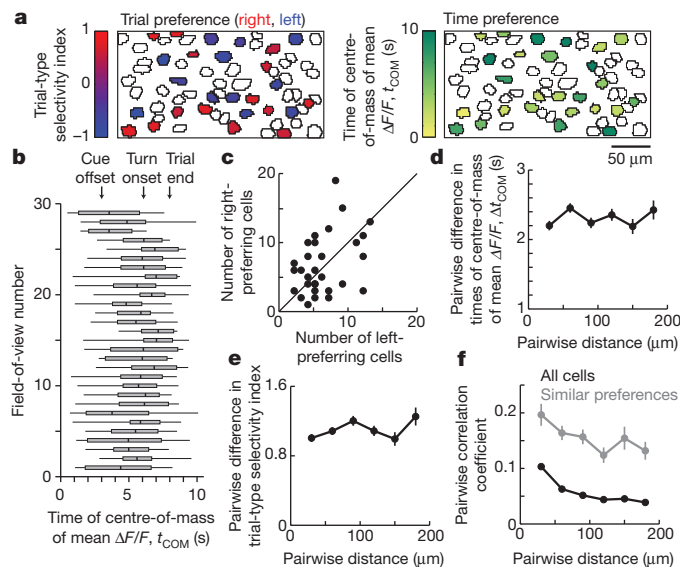 a
Trial preference (right, left)
Time preference
Trial-type
selectivity index
1
0
−1
Time of centre-
of-mass of mean
ΔF/F, tCOM (s)
10
0
50 μm
b
Cue
offset
Turn
onset
Trial
end
Field-of-view number
30
20
10
0
0
5
10
Time of centre-of-mass
of mean ΔF/F, tCOM (s)
c
Number of right-
preferring cells
20
10
0
0
10
20
Number of left-
preferring cells
d
Pairwise difference in
times of centre-of-mass
of mean ΔF/F, ΔtCOM (s)
3
2
1
0
100
200
Pairwise distance (μm)
e
Pairwise difference in
trial-type selectivity index
1.6
0.8
0
0
100
200
Pairwise distance (μm)
f
All cells
Similar preferences
Pairwise correlation
coefficient
0.2
0.1
0
0
100
200
Pairwise distance (μm)